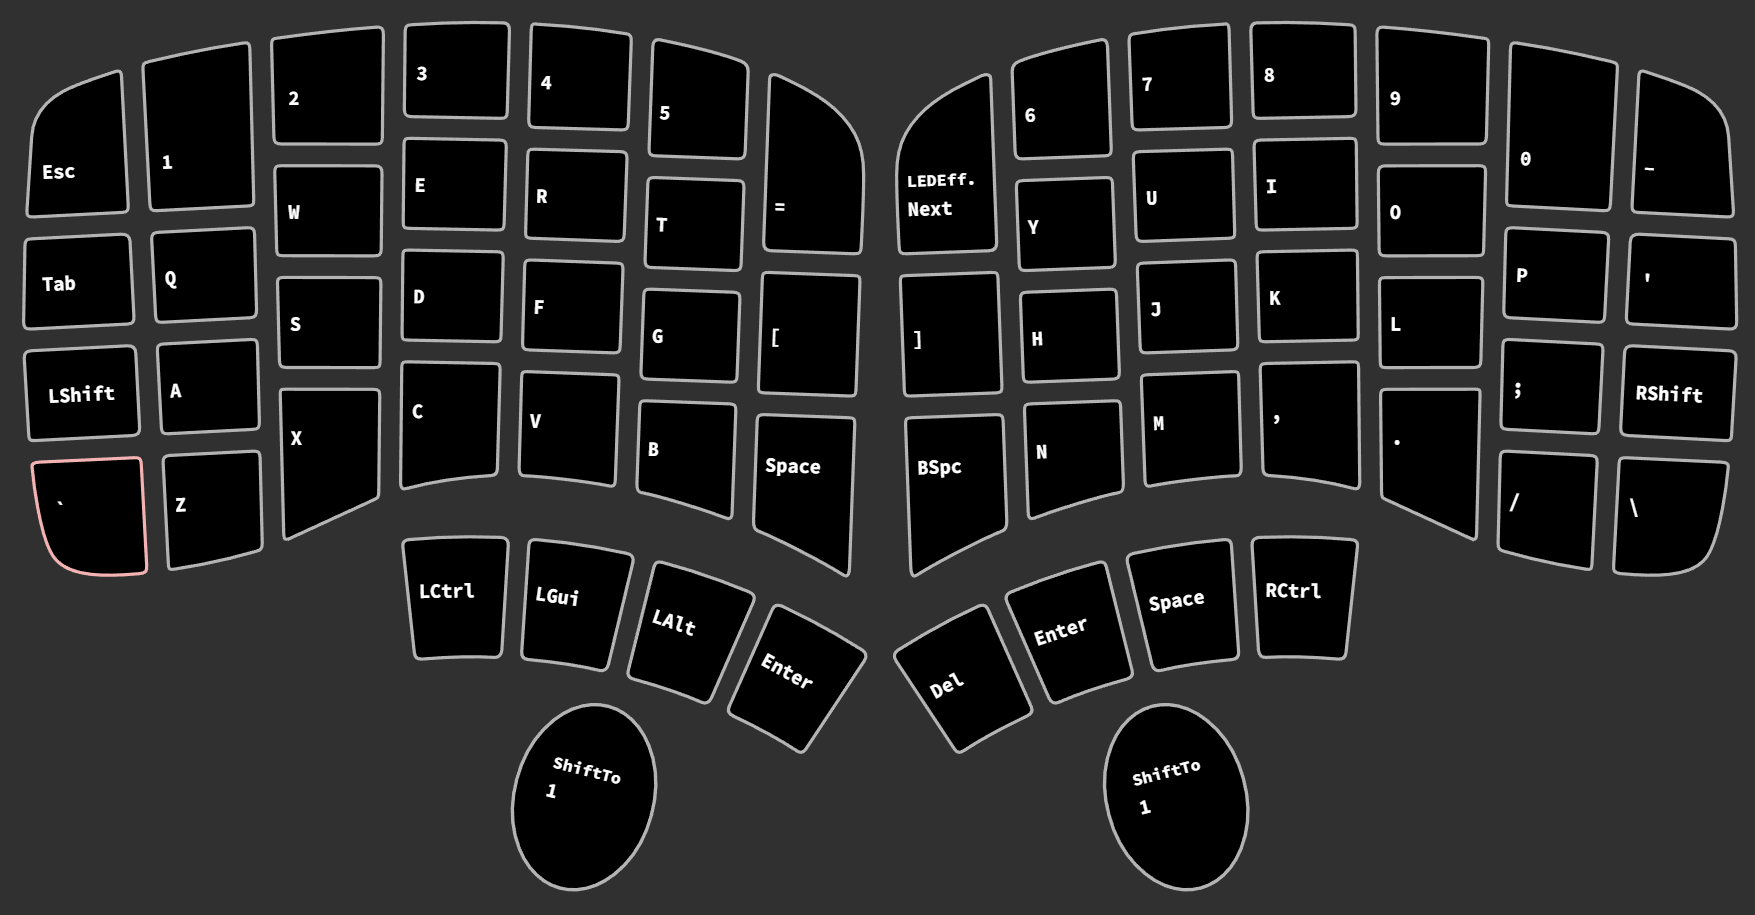 Esc
1
2
3
4
5
=
LEDEff.
Next
6
7
8
9
0
-
Tab
Q
W
E
R
T
[
]
Y
U
I
O
P
'
LShift
A
S
D
F
G
H
J
K
L
;
RShift
`
Z
X
C
V
B
Space
BSpc
N
M
,
.
/
\
LCtrl
LGui
LAlt
Enter
Del
Enter
Space
RCtrl
ShiftTo
1
ShiftTo
1